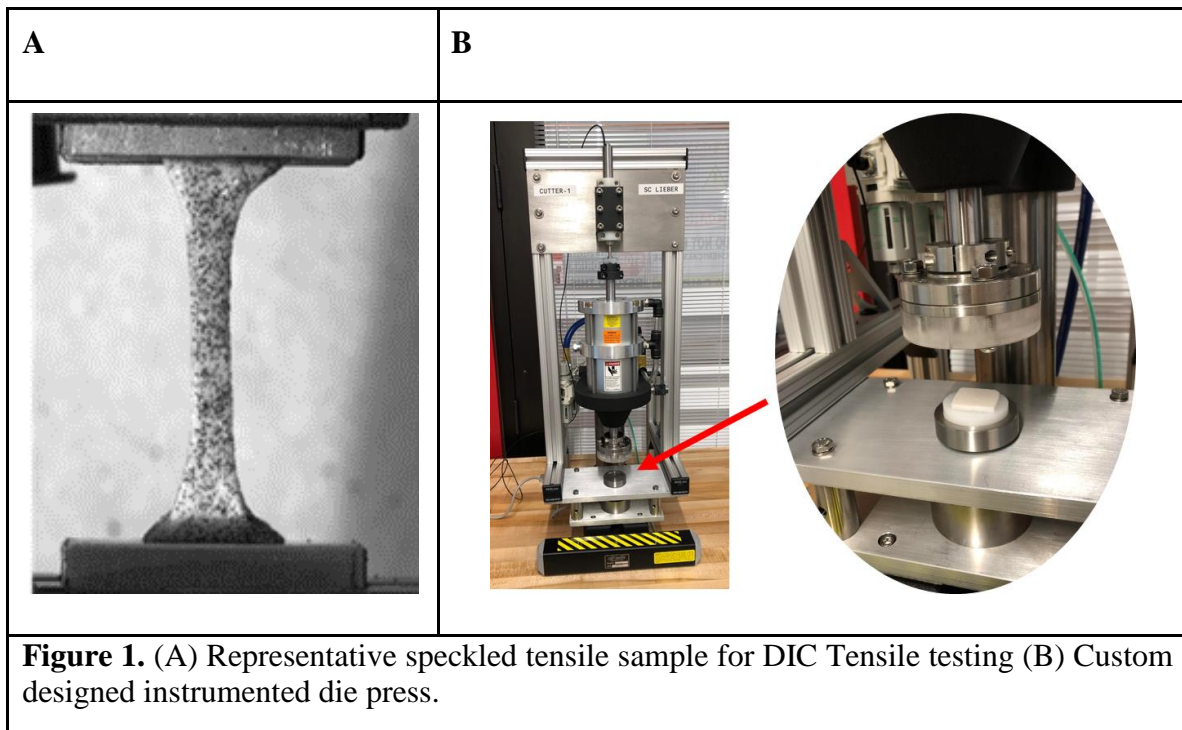 A
B
CUTTER-1
SC LIEBER
Figure 1. (A) Representative speckled tensile sample for DIC Tensile testing (B) Custom
designed instrumented die press.